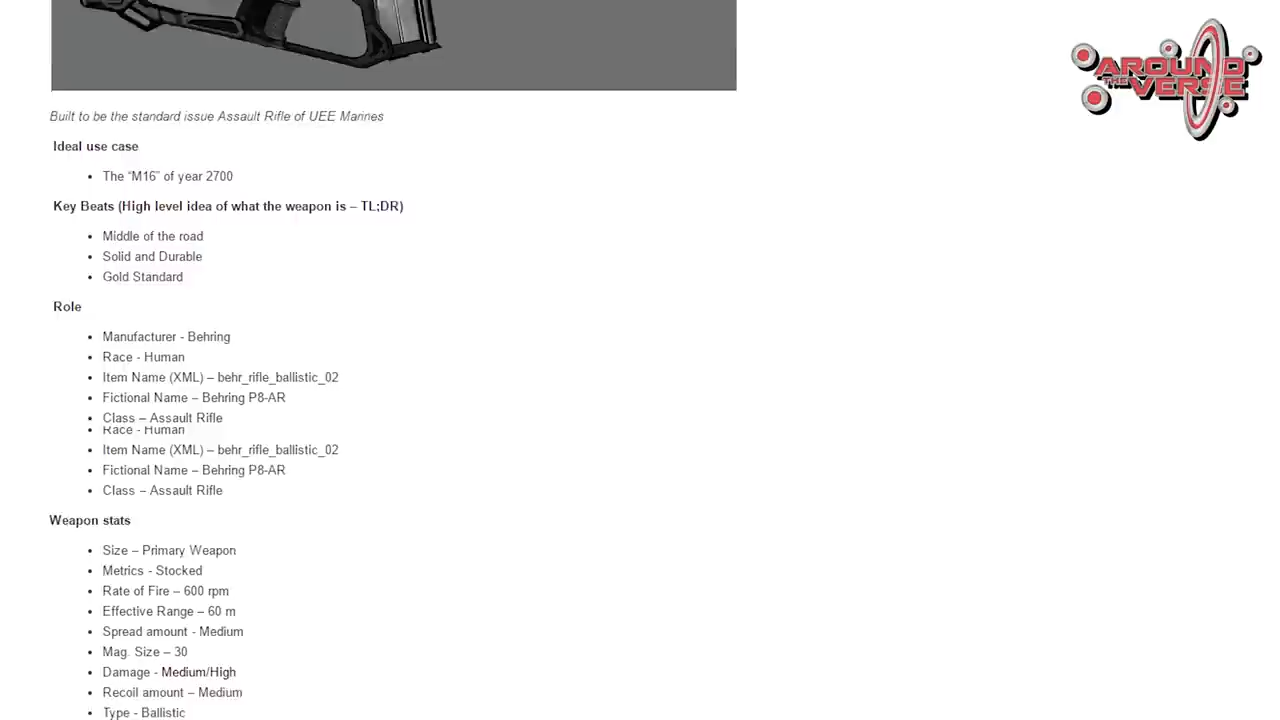 AROUND
THE VERSE
Built to be the standard issue Assault Rifle of UEE Marines
Ideal use case
• The “M16” of year 2700
Key Beats (High level idea of what the weapon is – TL;DR)
• Middle of the road
• Solid and Durable
• Gold Standard
Role
• Manufacturer - Behring
• Race - Human
• Item Name (XML) – behr_rifle_ballistic_02
• Fictional Name – Behring P8-AR
• Class – Assault Rifle
Race - Human
• Item Name (XML) – behr_rifle_ballistic_02
• Fictional Name – Behring P8-AR
• Class – Assault Rifle
Weapon stats
• Size – Primary Weapon
• Metrics - Stocked
• Rate of Fire – 600 rpm
• Effective Range – 60 m
• Spread amount - Medium
• Mag. Size – 30
• Damage - Medium/High
• Recoil amount – Medium
• Type - Ballistic